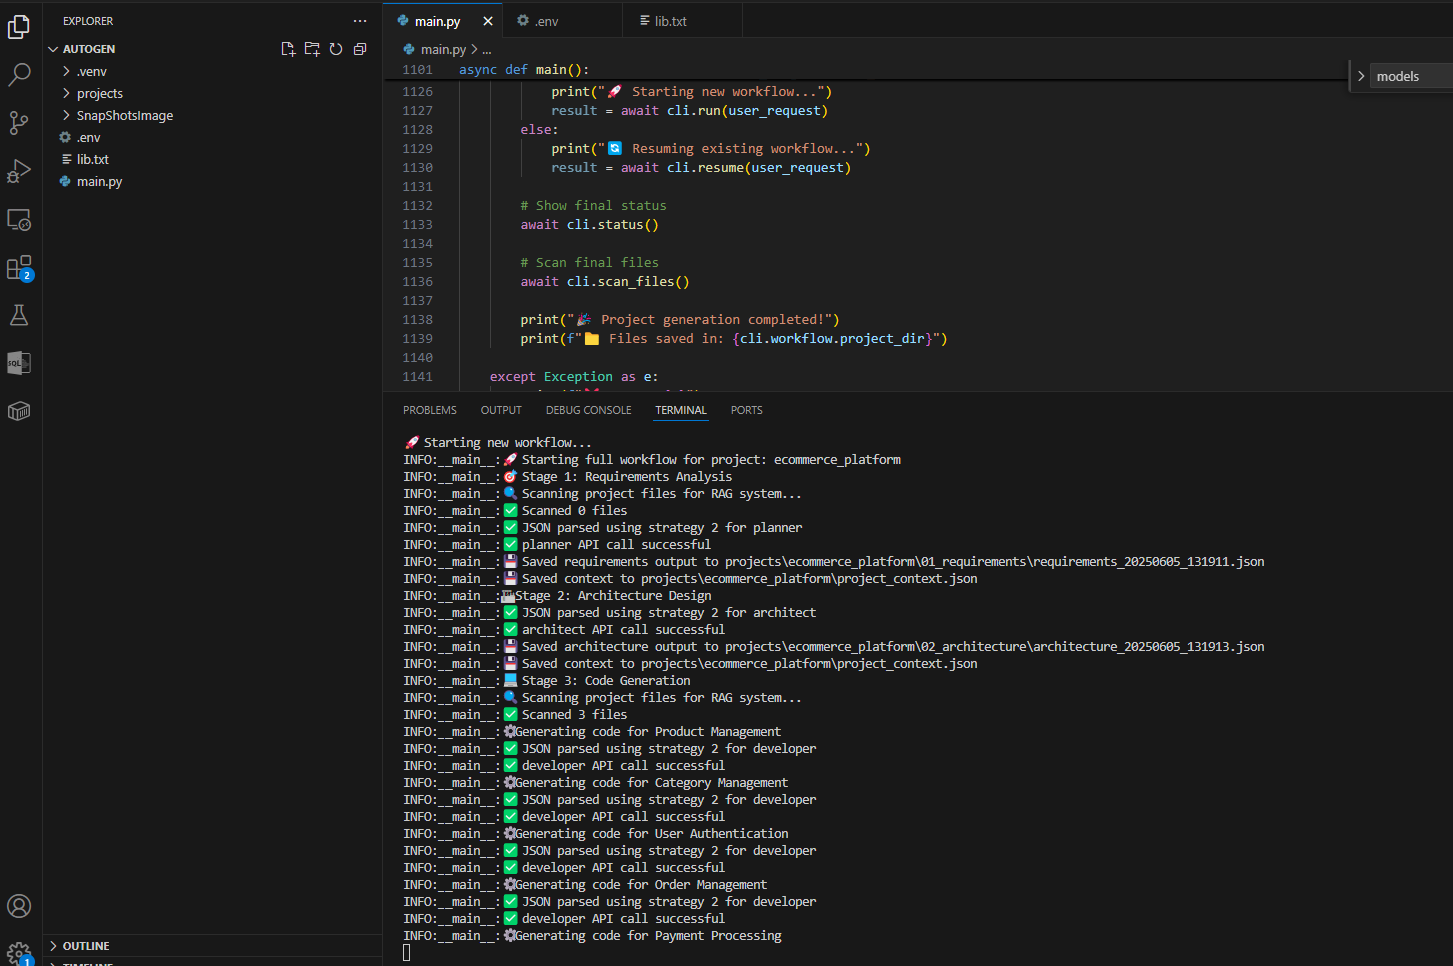 EXPLORER
AUTOGEN
.venv
projects
SnapShotsImage
.env
lib.txt
main.py
2
SQL
1
OUTLINE
TIMELINE
main.py
.env
lib.txt
main.py > ...
models
1101 async def main():
1126 print("🚀 Starting new workflow...")
1127 result = await cli.run(user_request)
1128 else:
1129 print("🔄 Resuming existing workflow...")
1130 result = await cli.resume(user_request)
1131
1132 # Show final status
1133 await cli.status()
1134
1135 # Scan final files
1136 await cli.scan_files()
1137
1138 print("🎉 Project generation completed!")
1139 print(f"📁 Files saved in: {cli.workflow.project_dir}")
1140
1141 except Exception as e:
PROBLEMS OUTPUT DEBUG CONSOLE TERMINAL PORTS
🚀 Starting new workflow...
INFO:__main__:🚀 Starting full workflow for project: ecommerce_platform
INFO:__main__:🎯 Stage 1: Requirements Analysis
INFO:__main__:🔍 Scanning project files for RAG system...
INFO:__main__:✅ Scanned 0 files
INFO:__main__:✅ JSON parsed using strategy 2 for planner
INFO:__main__:✅ planner API call successful
INFO:__main__:💾 Saved requirements output to projects\ecommerce_platform\01_requirements\requirements_20250605_131911.json
INFO:__main__:💾 Saved context to projects\ecommerce_platform\project_context.json
INFO:__main__:🏗️Stage 2: Architecture Design
INFO:__main__:✅ JSON parsed using strategy 2 for architect
INFO:__main__:✅ architect API call successful
INFO:__main__:💾 Saved architecture output to projects\ecommerce_platform\02_architecture\architecture_20250605_131913.json
INFO:__main__:💾 Saved context to projects\ecommerce_platform\project_context.json
INFO:__main__:💻 Stage 3: Code Generation
INFO:__main__:🔍 Scanning project files for RAG system...
INFO:__main__:✅ Scanned 3 files
INFO:__main__:⚙️Generating code for Product Management
INFO:__main__:✅ JSON parsed using strategy 2 for developer
INFO:__main__:✅ developer API call successful
INFO:__main__:⚙️Generating code for Category Management
INFO:__main__:✅ JSON parsed using strategy 2 for developer
INFO:__main__:✅ developer API call successful
INFO:__main__:⚙️Generating code for User Authentication
INFO:__main__:✅ JSON parsed using strategy 2 for developer
INFO:__main__:✅ developer API call successful
INFO:__main__:⚙️Generating code for Order Management
INFO:__main__:✅ JSON parsed using strategy 2 for developer
INFO:__main__:✅ developer API call successful
INFO:__main__:⚙️Generating code for Payment Processing